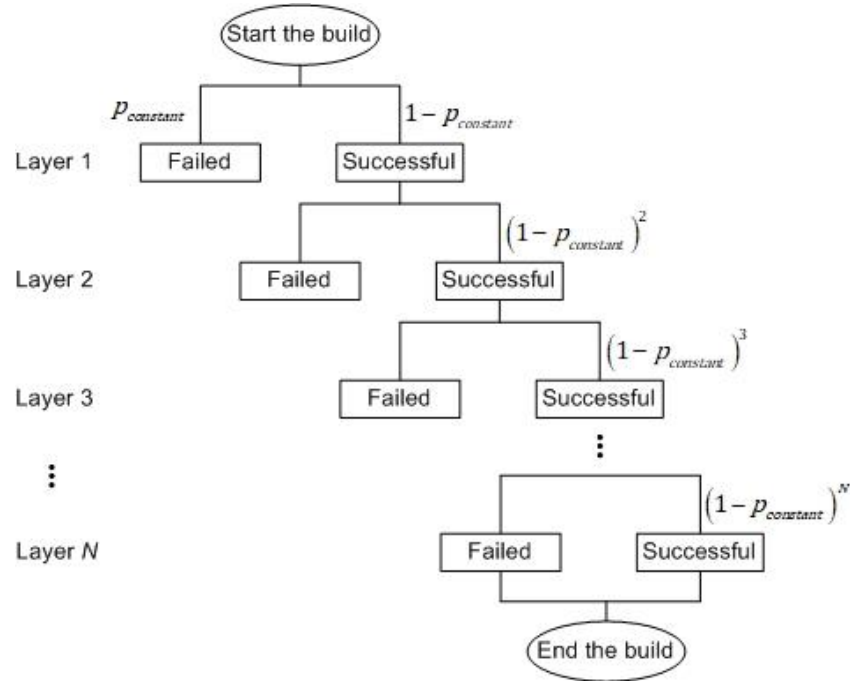 Start the build
p_constant
1 − p_constant
Layer 1
Failed
Successful
(1 − p_constant)^2
Layer 2
Failed
Successful
(1 − p_constant)^3
Layer 3
Failed
Successful
⋮
⋮
(1 − p_constant)^N
Layer N
Failed
Successful
End the build